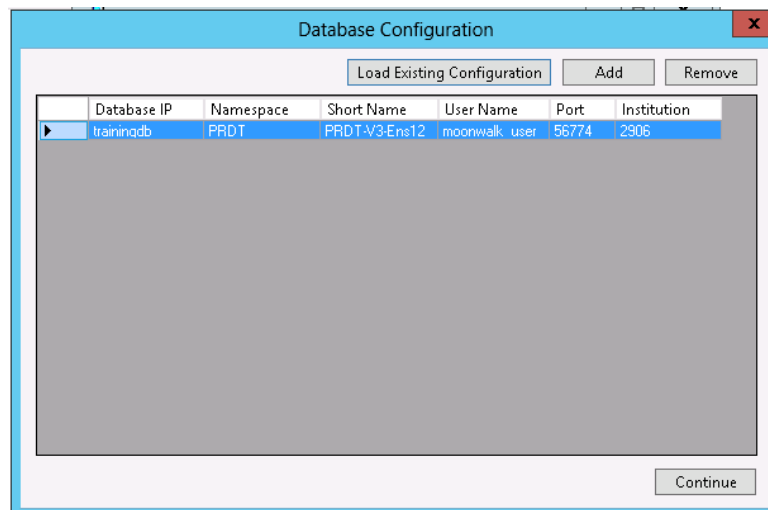 Database Configuration
x
Load Existing Configuration Add Remove
Database IP Namespace Short Name User Name Port Institution
trainingdb PRDT PRDT-V3-Ens12 moonwalk_user 56774 2906
Continue